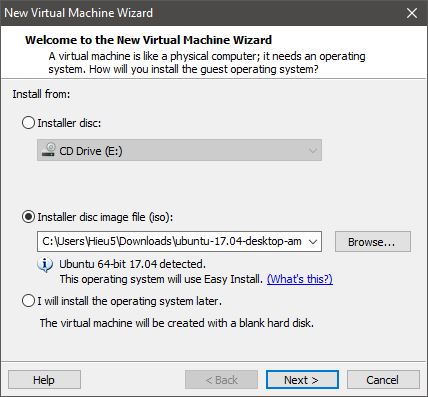 New Virtual Machine Wizard
Welcome to the New Virtual Machine Wizard
A virtual machine is like a physical computer; it needs an operating
system. How will you install the guest operating system?
Install from:
Installer disc:
CD Drive (E:)
Installer disc image file (iso):
C:\Users\Hieu5\Downloads\ubuntu-17.04-desktop-am
Browse...
Ubuntu 64-bit 17.04 detected.
This operating system will use Easy Install. (What's this?)
I will install the operating system later.
The virtual machine will be created with a blank hard disk.
Help
< Back
Next >
Cancel